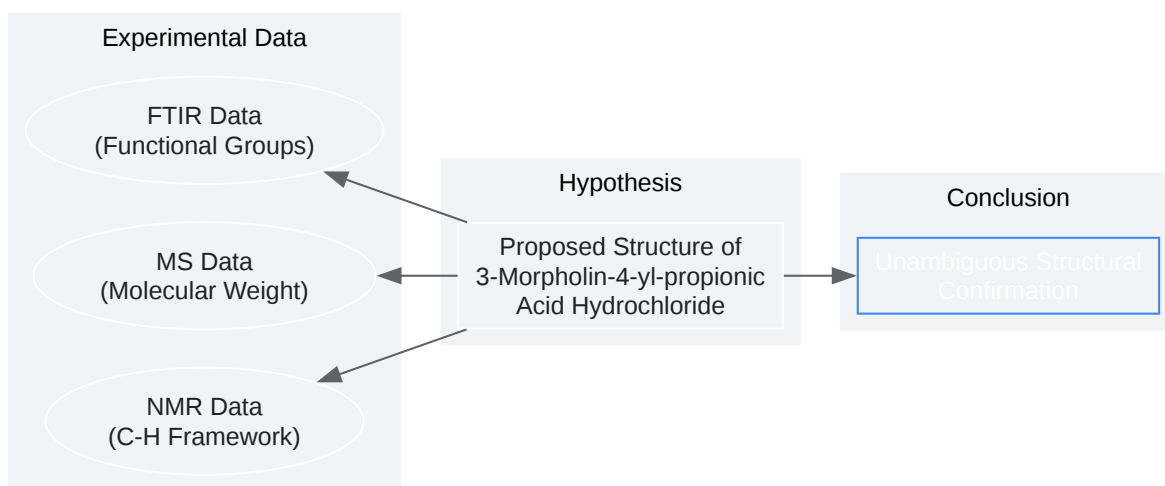 Experimental Data
FTIR Data
(Functional Groups)
MS Data
(Molecular Weight)
NMR Data
(C-H Framework)
Hypothesis
Proposed Structure of
3-Morpholin-4-yl-propionic
Acid Hydrochloride
Conclusion
Unambiguous Structural
Confirmation